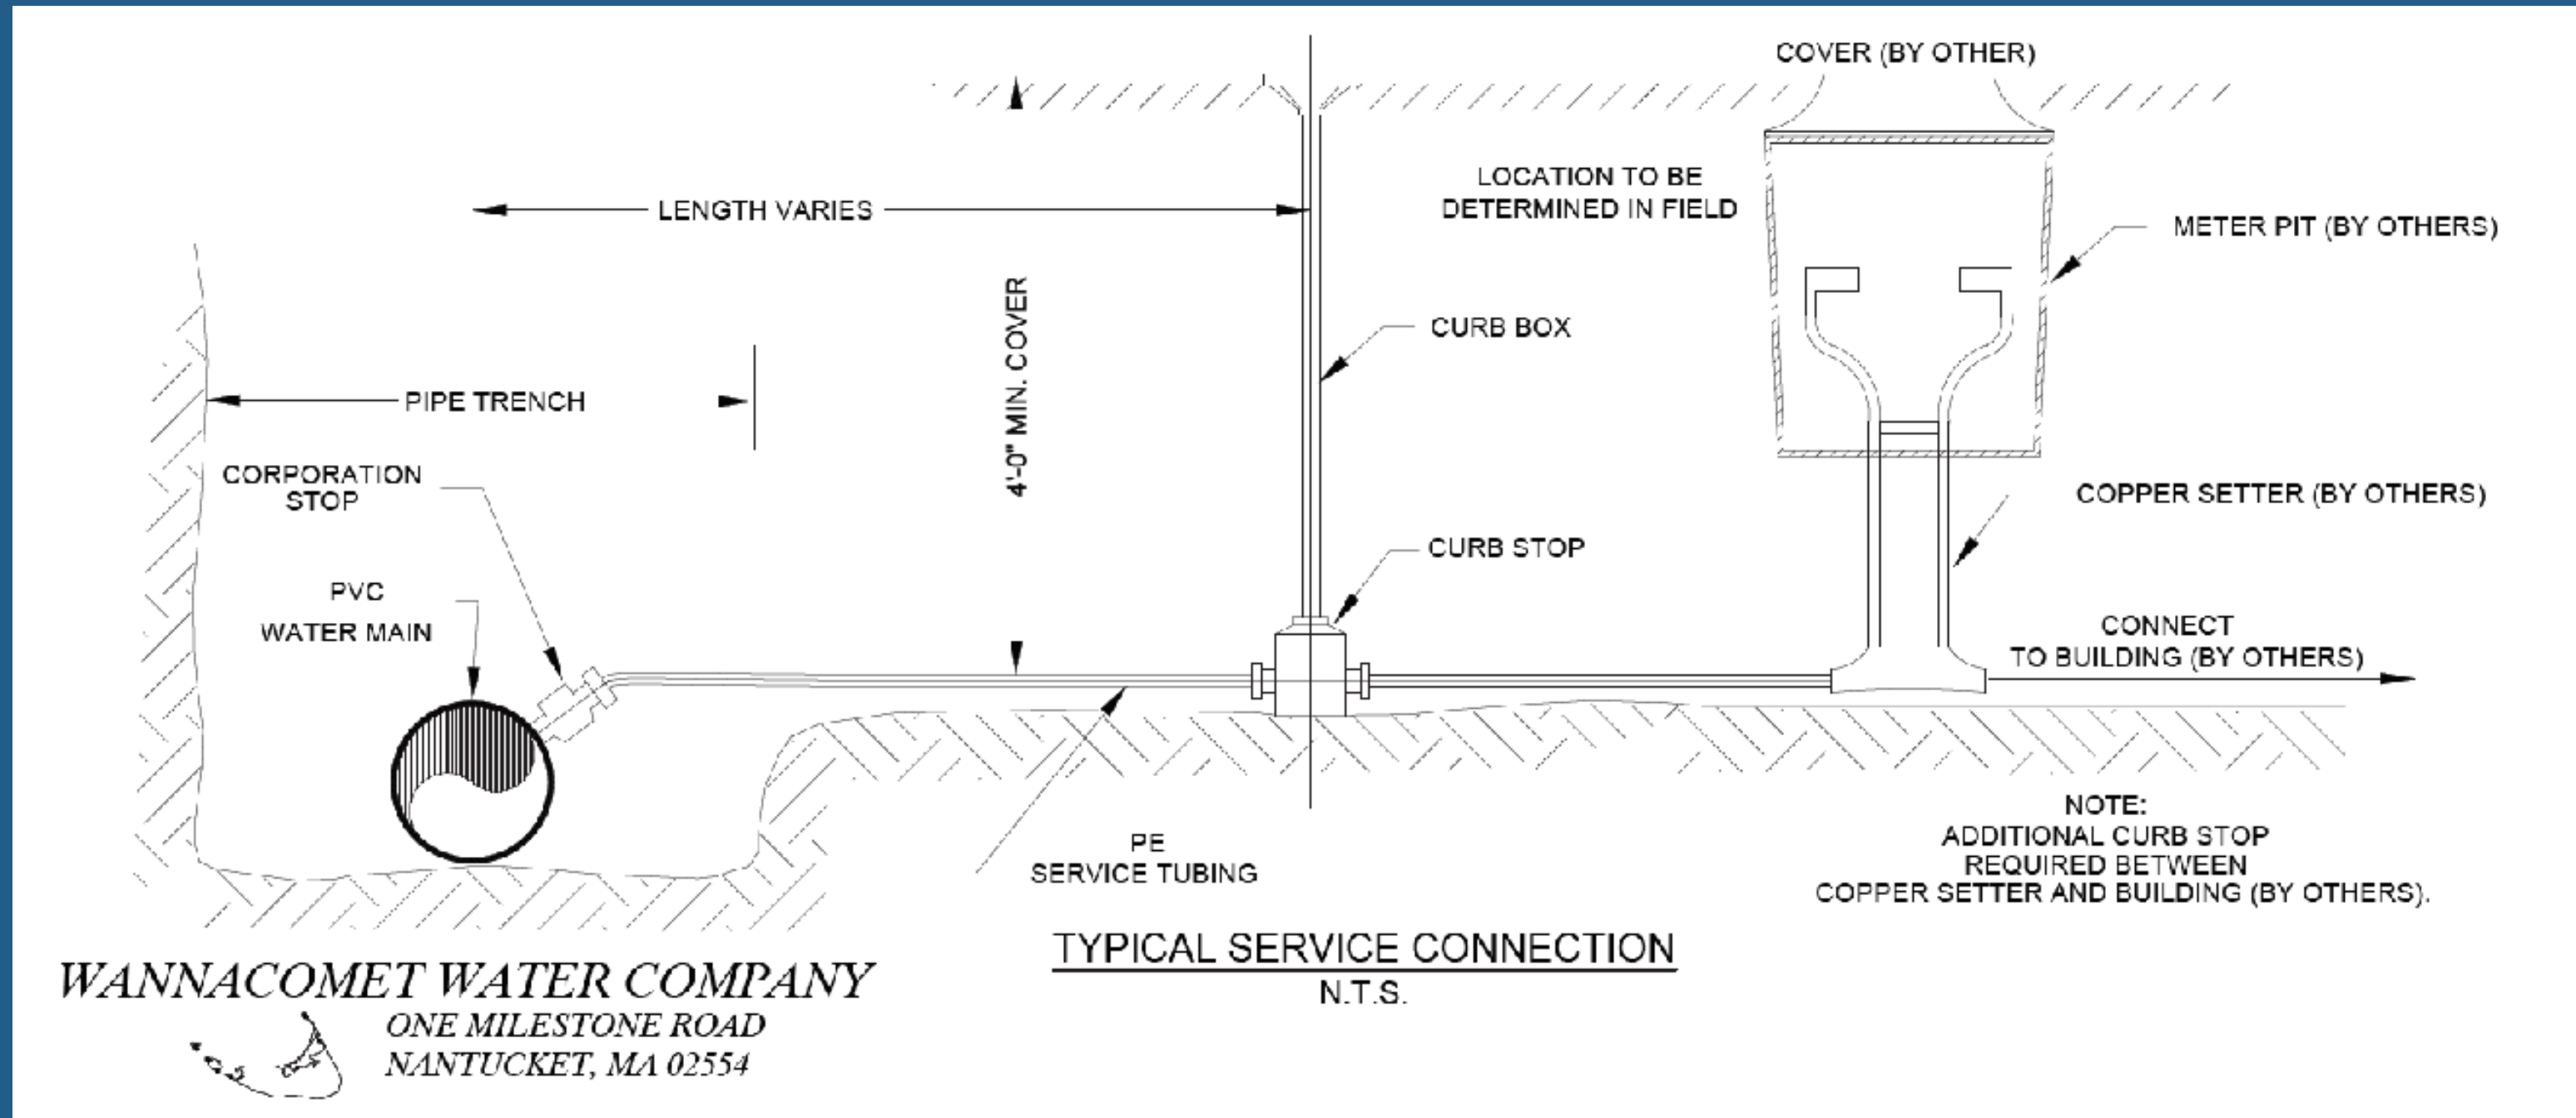 COVER (BY OTHER)
LOCATION TO BE
DETERMINED IN FIELD
LENGTH VARIES
METER PIT (BY OTHERS)
4'-0" MIN. COVER
CURB BOX
PIPE TRENCH
CORPORATION
STOP
COPPER SETTER (BY OTHERS)
CURB STOP
PVC
WATER MAIN
CONNECT
TO BUILDING (BY OTHERS)
PE
SERVICE TUBING
NOTE:
ADDITIONAL CURB STOP
REQUIRED BETWEEN
COPPER SETTER AND BUILDING (BY OTHERS).
TYPICAL SERVICE CONNECTION
N.T.S.
WANNACOMET WATER COMPANY
ONE MILESTONE ROAD
NANTUCKET, MA 02554